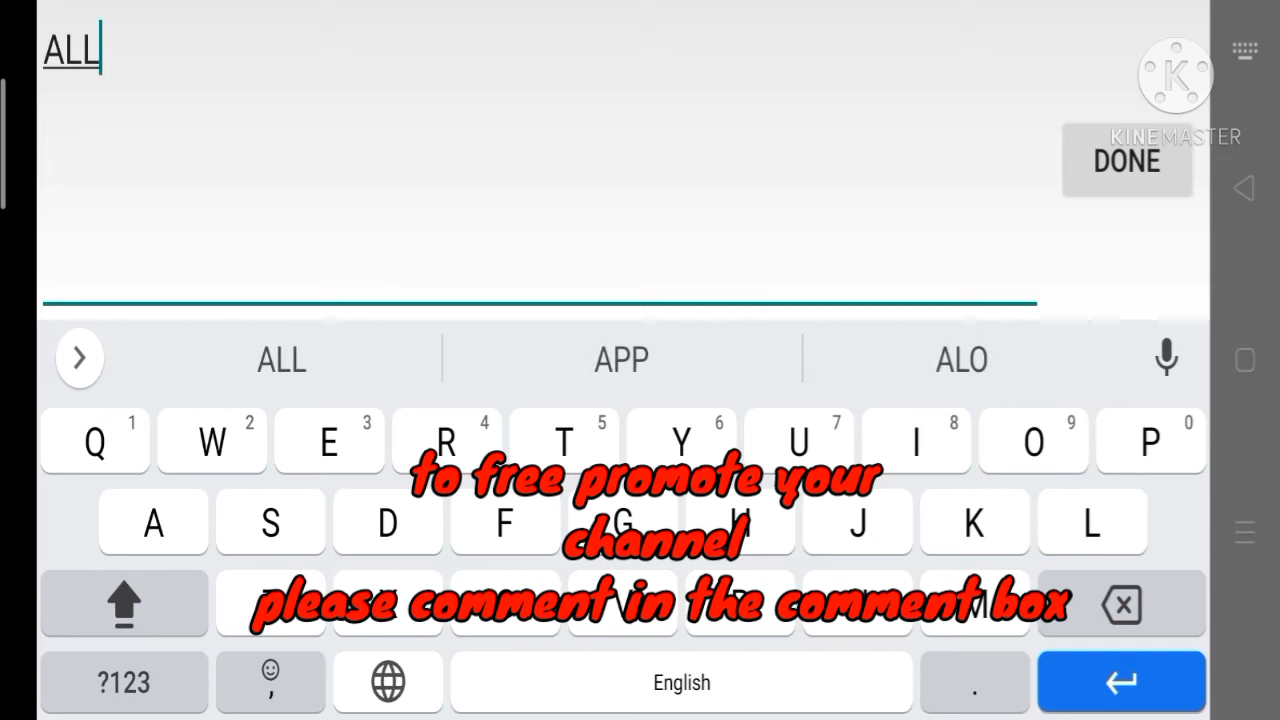 ALL
KINEMASTER
DONE
ALL APP ALO
Q 1 W 2 E 3 R 4 T 5 Y 6 U 7 I 8 O 9 P 0
to free promote your
A S D F G H J K L
channel
please comment in the comment box
M
?123 , English .